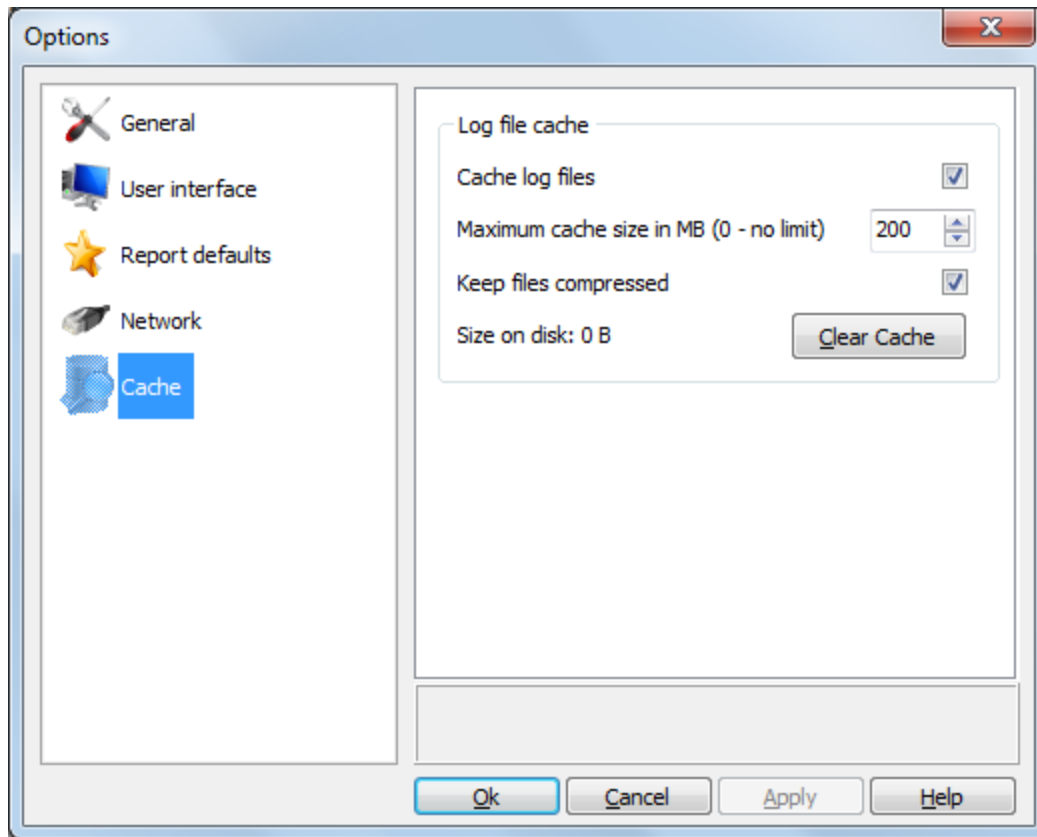 Options
General
User interface
Report defaults
Network
Cache
Log file cache
Cache log files
Maximum cache size in MB (0 - no limit) 200
Keep files compressed
Size on disk: 0 B Clear Cache
Ok Cancel Apply Help